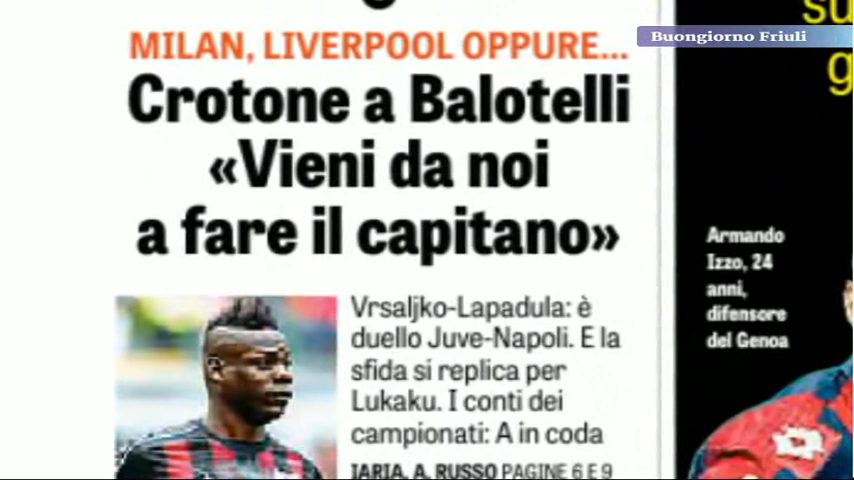 MILAN, LIVERPOOL OPPURE...
Crotone a Balotelli
«Vieni da noi
a fare il capitano»
Vrsaljko-Lapadula: è
duello Juve-Napoli. E la
sfida si replica per
Lukaku. I conti dei
campionati: A in coda
IARIA, A. RUSSO PAGINE 6 E 9
Buongiorno Friuli
su
g
Armando
Izzo, 24
anni,
difensore
del Genoa